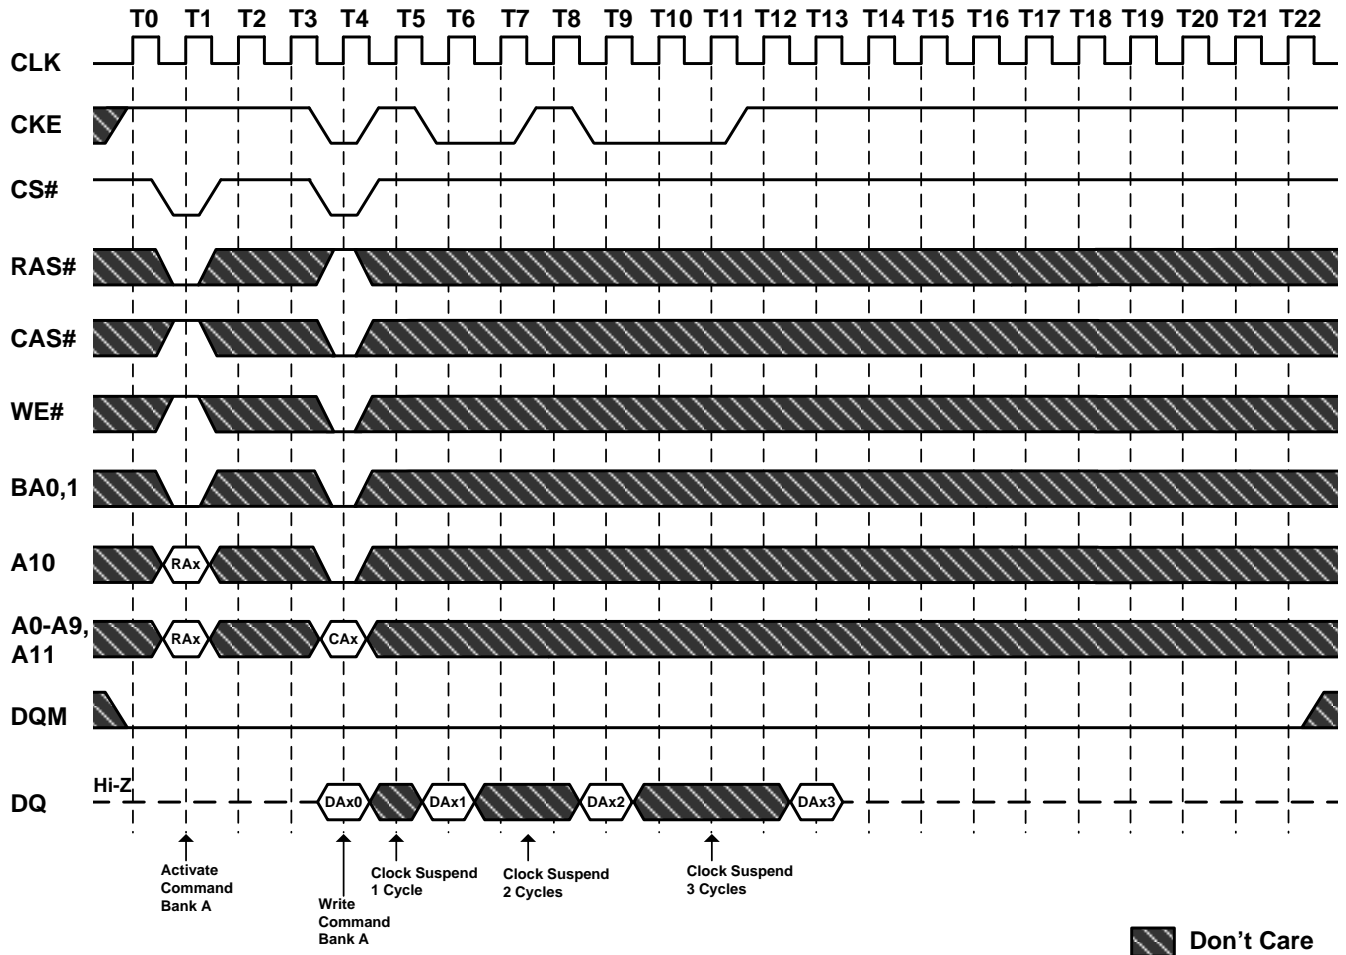 T0 T1 T2 T3 T4 T5 T6 T7 T8 T9 T10 T11 T12 T13 T14 T15 T16 T17 T18 T19 T20 T21 T22
CLK
CKE
CS#
RAS#
CAS#
WE#
BA0,1
A10
RAx
A0-A9,
A11
RAx
CAx
DQM
DQ
Hi-Z
DAx0
DAx1
DAx2
DAx3
Activate
Command
Bank A
Write
Command
Bank A
Clock Suspend
1 Cycle
Clock Suspend
2 Cycles
Clock Suspend
3 Cycles
Don't Care